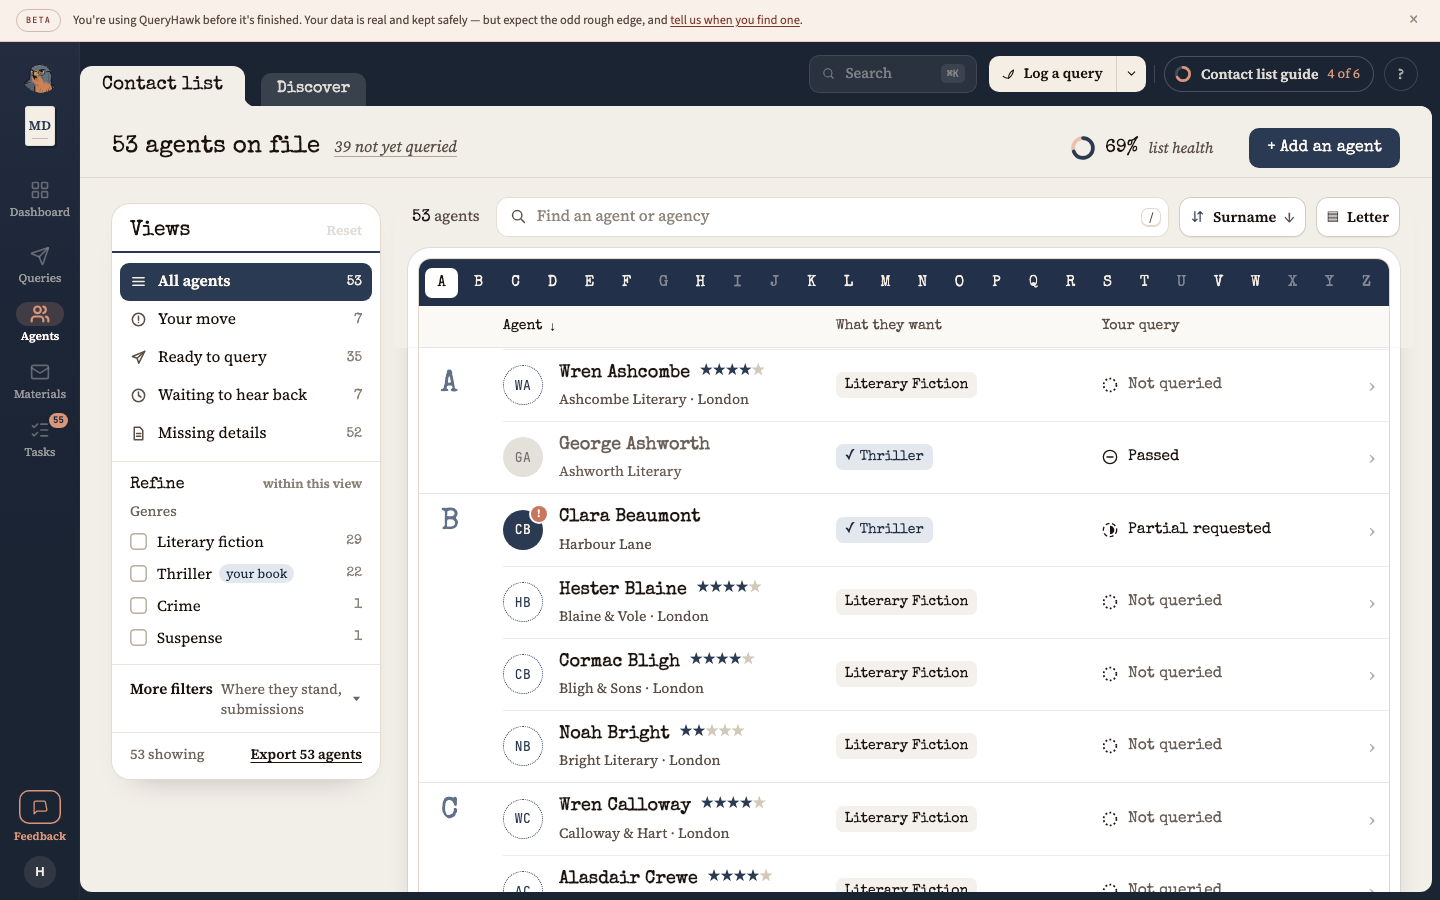 BETA You're using QueryHawk before it's finished. Your data is real and kept safely — but expect the odd rough edge, and tell us when you find one. ×
Contact list
Discover
Search ⌘K
Log a query
Contact list guide 4 of 6
?
MD
Dashboard
Queries
Agents
Materials
55
Tasks
Feedback
H
53 agents on file 39 not yet queried
69% list health
+ Add an agent
Views Reset
All agents 53
Your move 7
Ready to query 35
Waiting to hear back 7
Missing details 52
Refine within this view
Genres
Literary fiction 29
Thriller your book 22
Crime 1
Suspense 1
More filters Where they stand, submissions
53 showing Export 53 agents
53 agents
Find an agent or agency /
Surname ↓
Letter
A B C D E F G H I J K L M N O P Q R S T U V W X Y Z
Agent ↓ What they want Your query
A
WA Wren Ashcombe ★★★★★ Literary Fiction Not queried
Ashcombe Literary · London
GA George Ashworth ✓ Thriller Passed
Ashworth Literary
B
CB ! Clara Beaumont ✓ Thriller Partial requested
Harbour Lane
HB Hester Blaine ★★★★★ Literary Fiction Not queried
Blaine & Vole · London
CB Cormac Bligh ★★★★★ Literary Fiction Not queried
Bligh & Sons · London
NB Noah Bright ★★★★★ Literary Fiction Not queried
Bright Literary · London
C
WC Wren Calloway ★★★★★ Literary Fiction Not queried
Calloway & Hart · London
AC Alasdair Crewe ★★★★★ Literary Fiction Not queried